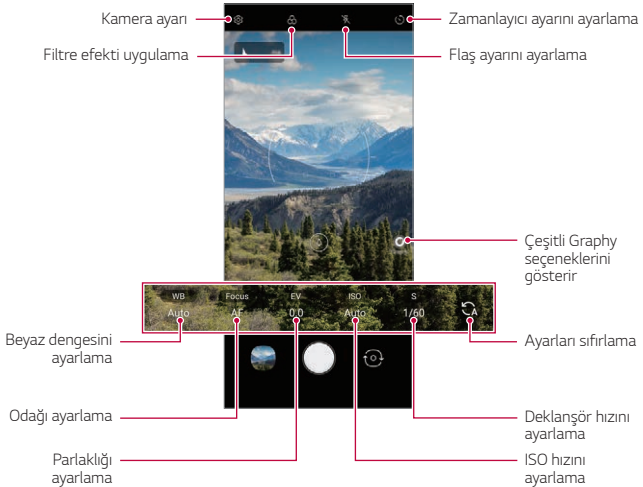 Kamera ayarı
Zamanlayıcı ayarını ayarlama
Filtre efekti uygulama
Flaş ayarını ayarlama
Çeşitli Graphy
seçeneklerini
gösterir
WB
Focus
EV
ISO
S
Auto
AF
0.0
Auto
1/60
A
Beyaz dengesini
ayarlama
Ayarları sıfırlama
Odağı ayarlama
Deklanşör hızını
ayarlama
Parlaklığı
ayarlama
ISO hızını
ayarlama